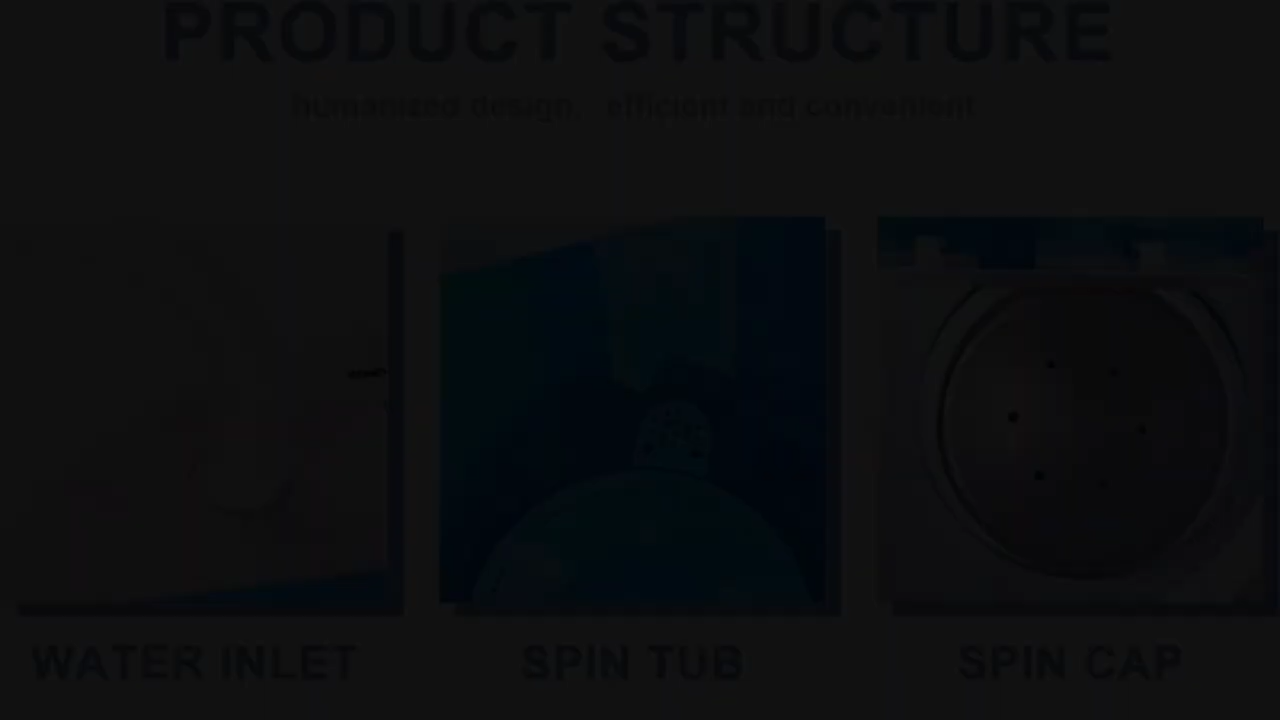 PRODUCT STRUCTURE
humanized design, efficient and convenient
WATER INLET
SPIN TUB
SPIN CAP